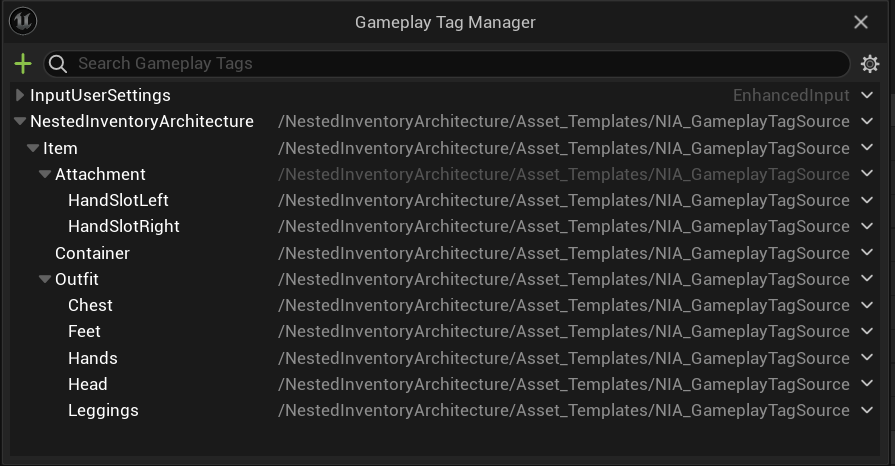 Gameplay Tag Manager
Search Gameplay Tags
InputUserSettings EnhancedInput
NestedInventoryArchitecture /NestedInventoryArchitecture/Asset_Templates/NIA_GameplayTagSource
Item /NestedInventoryArchitecture/Asset_Templates/NIA_GameplayTagSource
Attachment /NestedInventoryArchitecture/Asset_Templates/NIA_GameplayTagSource
HandSlotLeft /NestedInventoryArchitecture/Asset_Templates/NIA_GameplayTagSource
HandSlotRight /NestedInventoryArchitecture/Asset_Templates/NIA_GameplayTagSource
Container /NestedInventoryArchitecture/Asset_Templates/NIA_GameplayTagSource
Outfit /NestedInventoryArchitecture/Asset_Templates/NIA_GameplayTagSource
Chest /NestedInventoryArchitecture/Asset_Templates/NIA_GameplayTagSource
Feet /NestedInventoryArchitecture/Asset_Templates/NIA_GameplayTagSource
Hands /NestedInventoryArchitecture/Asset_Templates/NIA_GameplayTagSource
Head /NestedInventoryArchitecture/Asset_Templates/NIA_GameplayTagSource
Leggings /NestedInventoryArchitecture/Asset_Templates/NIA_GameplayTagSource